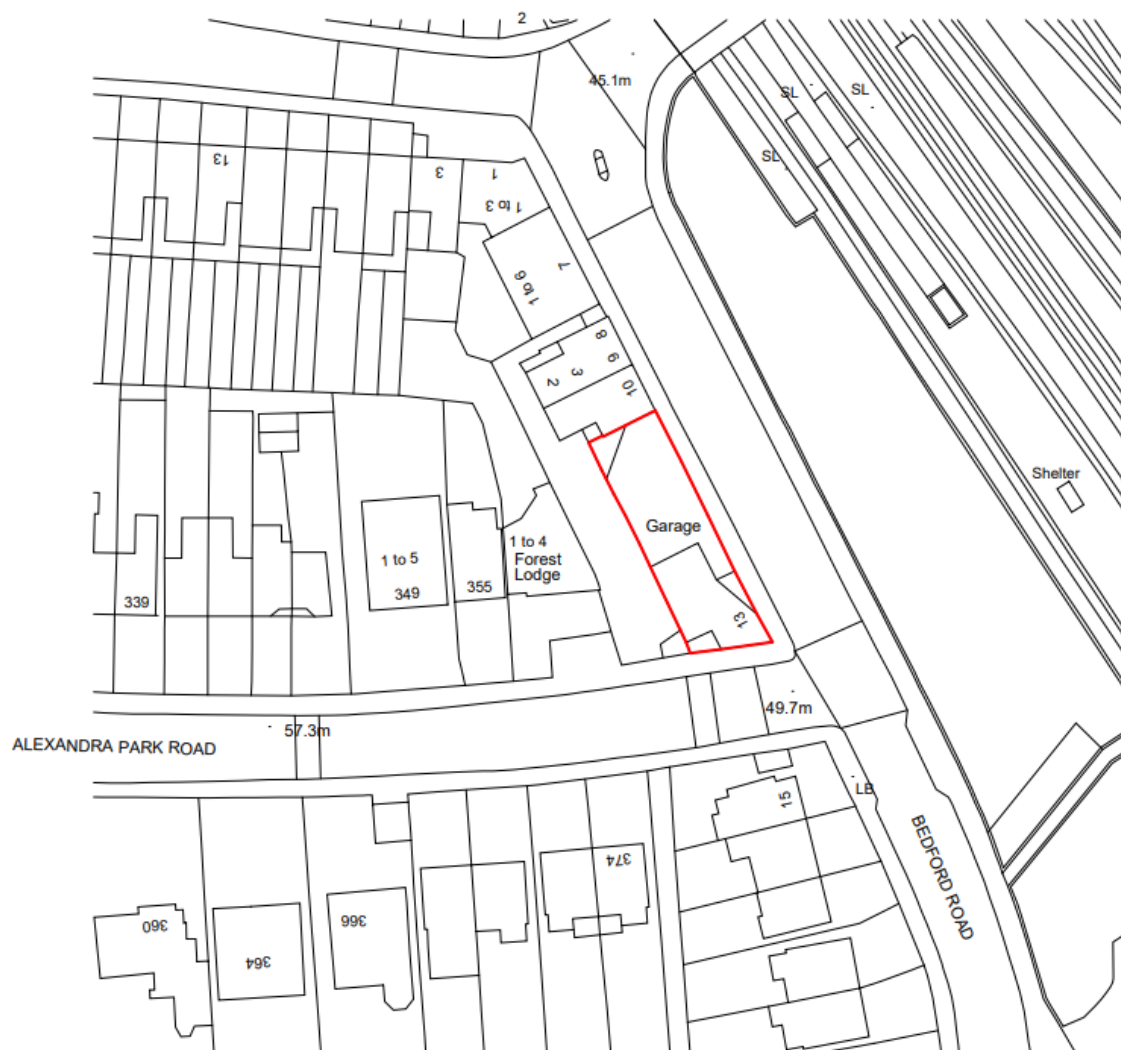 2
45.1m
SL
SL
SL
13
3
1
1 to 3
7
1 to 6
8
9
3
2
10
Shelter
Garage
1 to 4
Forest
Lodge
1 to 5
349
355
339
13
49.7m
57.3m
ALEXANDRA PARK ROAD
LB
15
BEDFORD ROAD
374
366
360
364